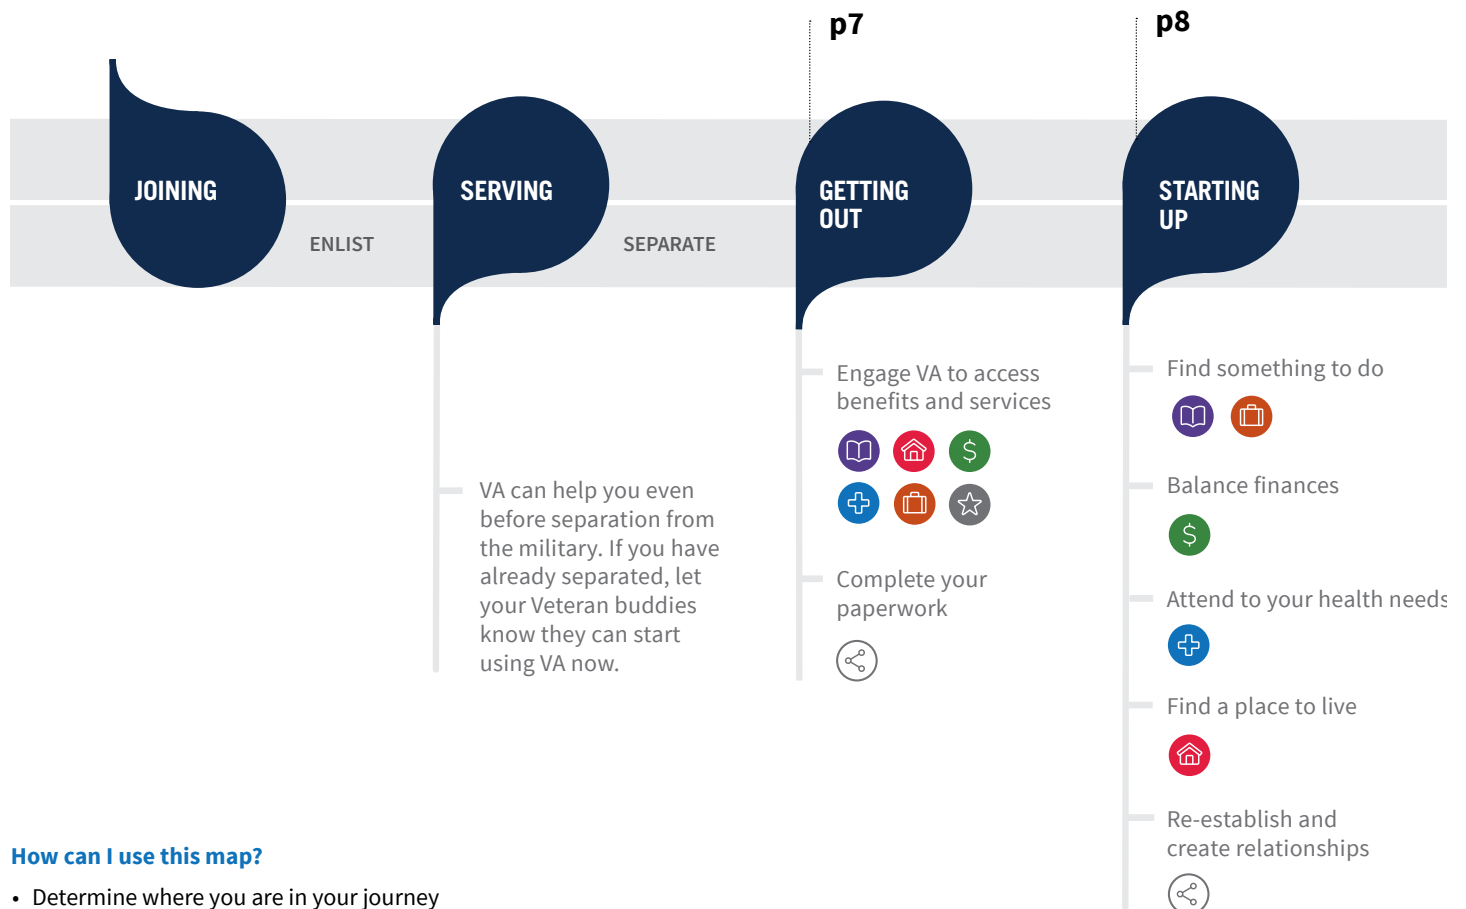 p7
p8
JOINING
SERVING
GETTING
OUT
STARTING
UP
ENLIST
SEPARATE
VA can help you even
before separation from
the military. If you have
already separated, let
your Veteran buddies
know they can start
using VA now.
Engage VA to access
benefits and services
Complete your
paperwork
Find something to do
Balance finances
Attend to your health needs
Find a place to live
Re-establish and
create relationships
How can I use this map?
• Determine where you are in your journey